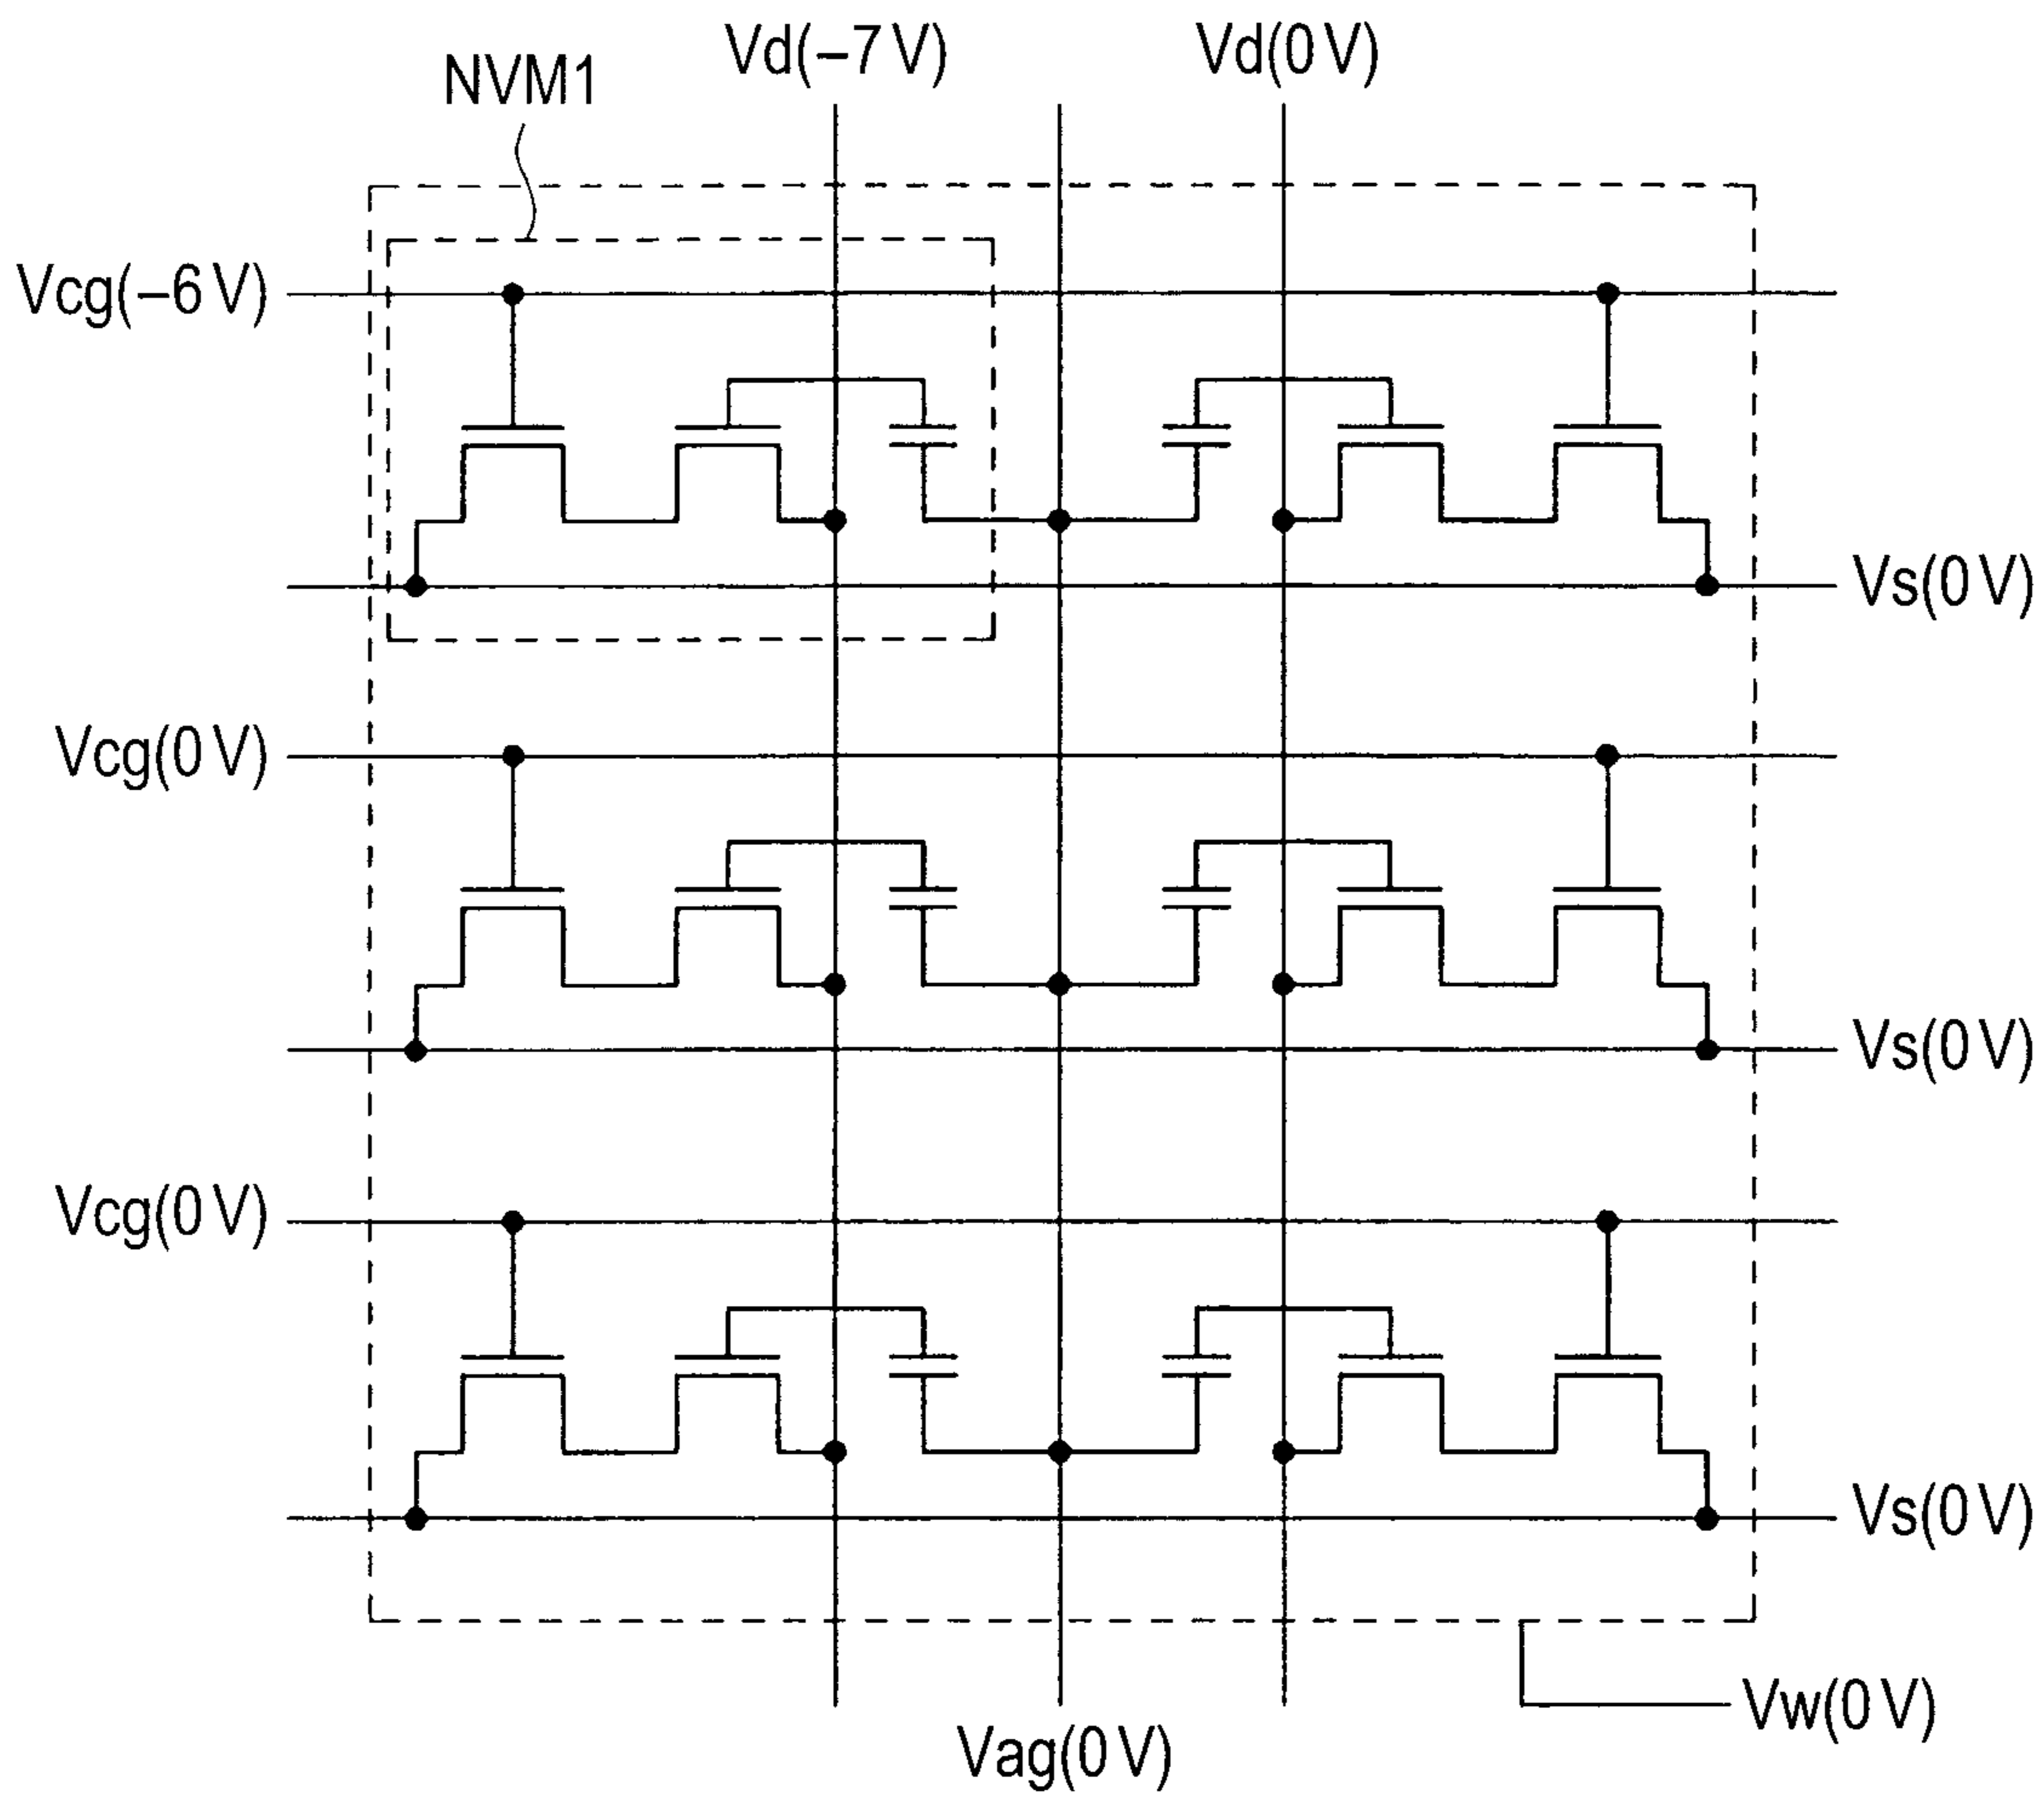 Vd(–7 V)
Vd(0 V)
NVM1
Vcg(–6 V)
Vs(0 V)
Vcg(0 V)
Vs(0 V)
Vcg(0 V)
Vs(0 V)
Vw(0 V)
Vag(0 V)